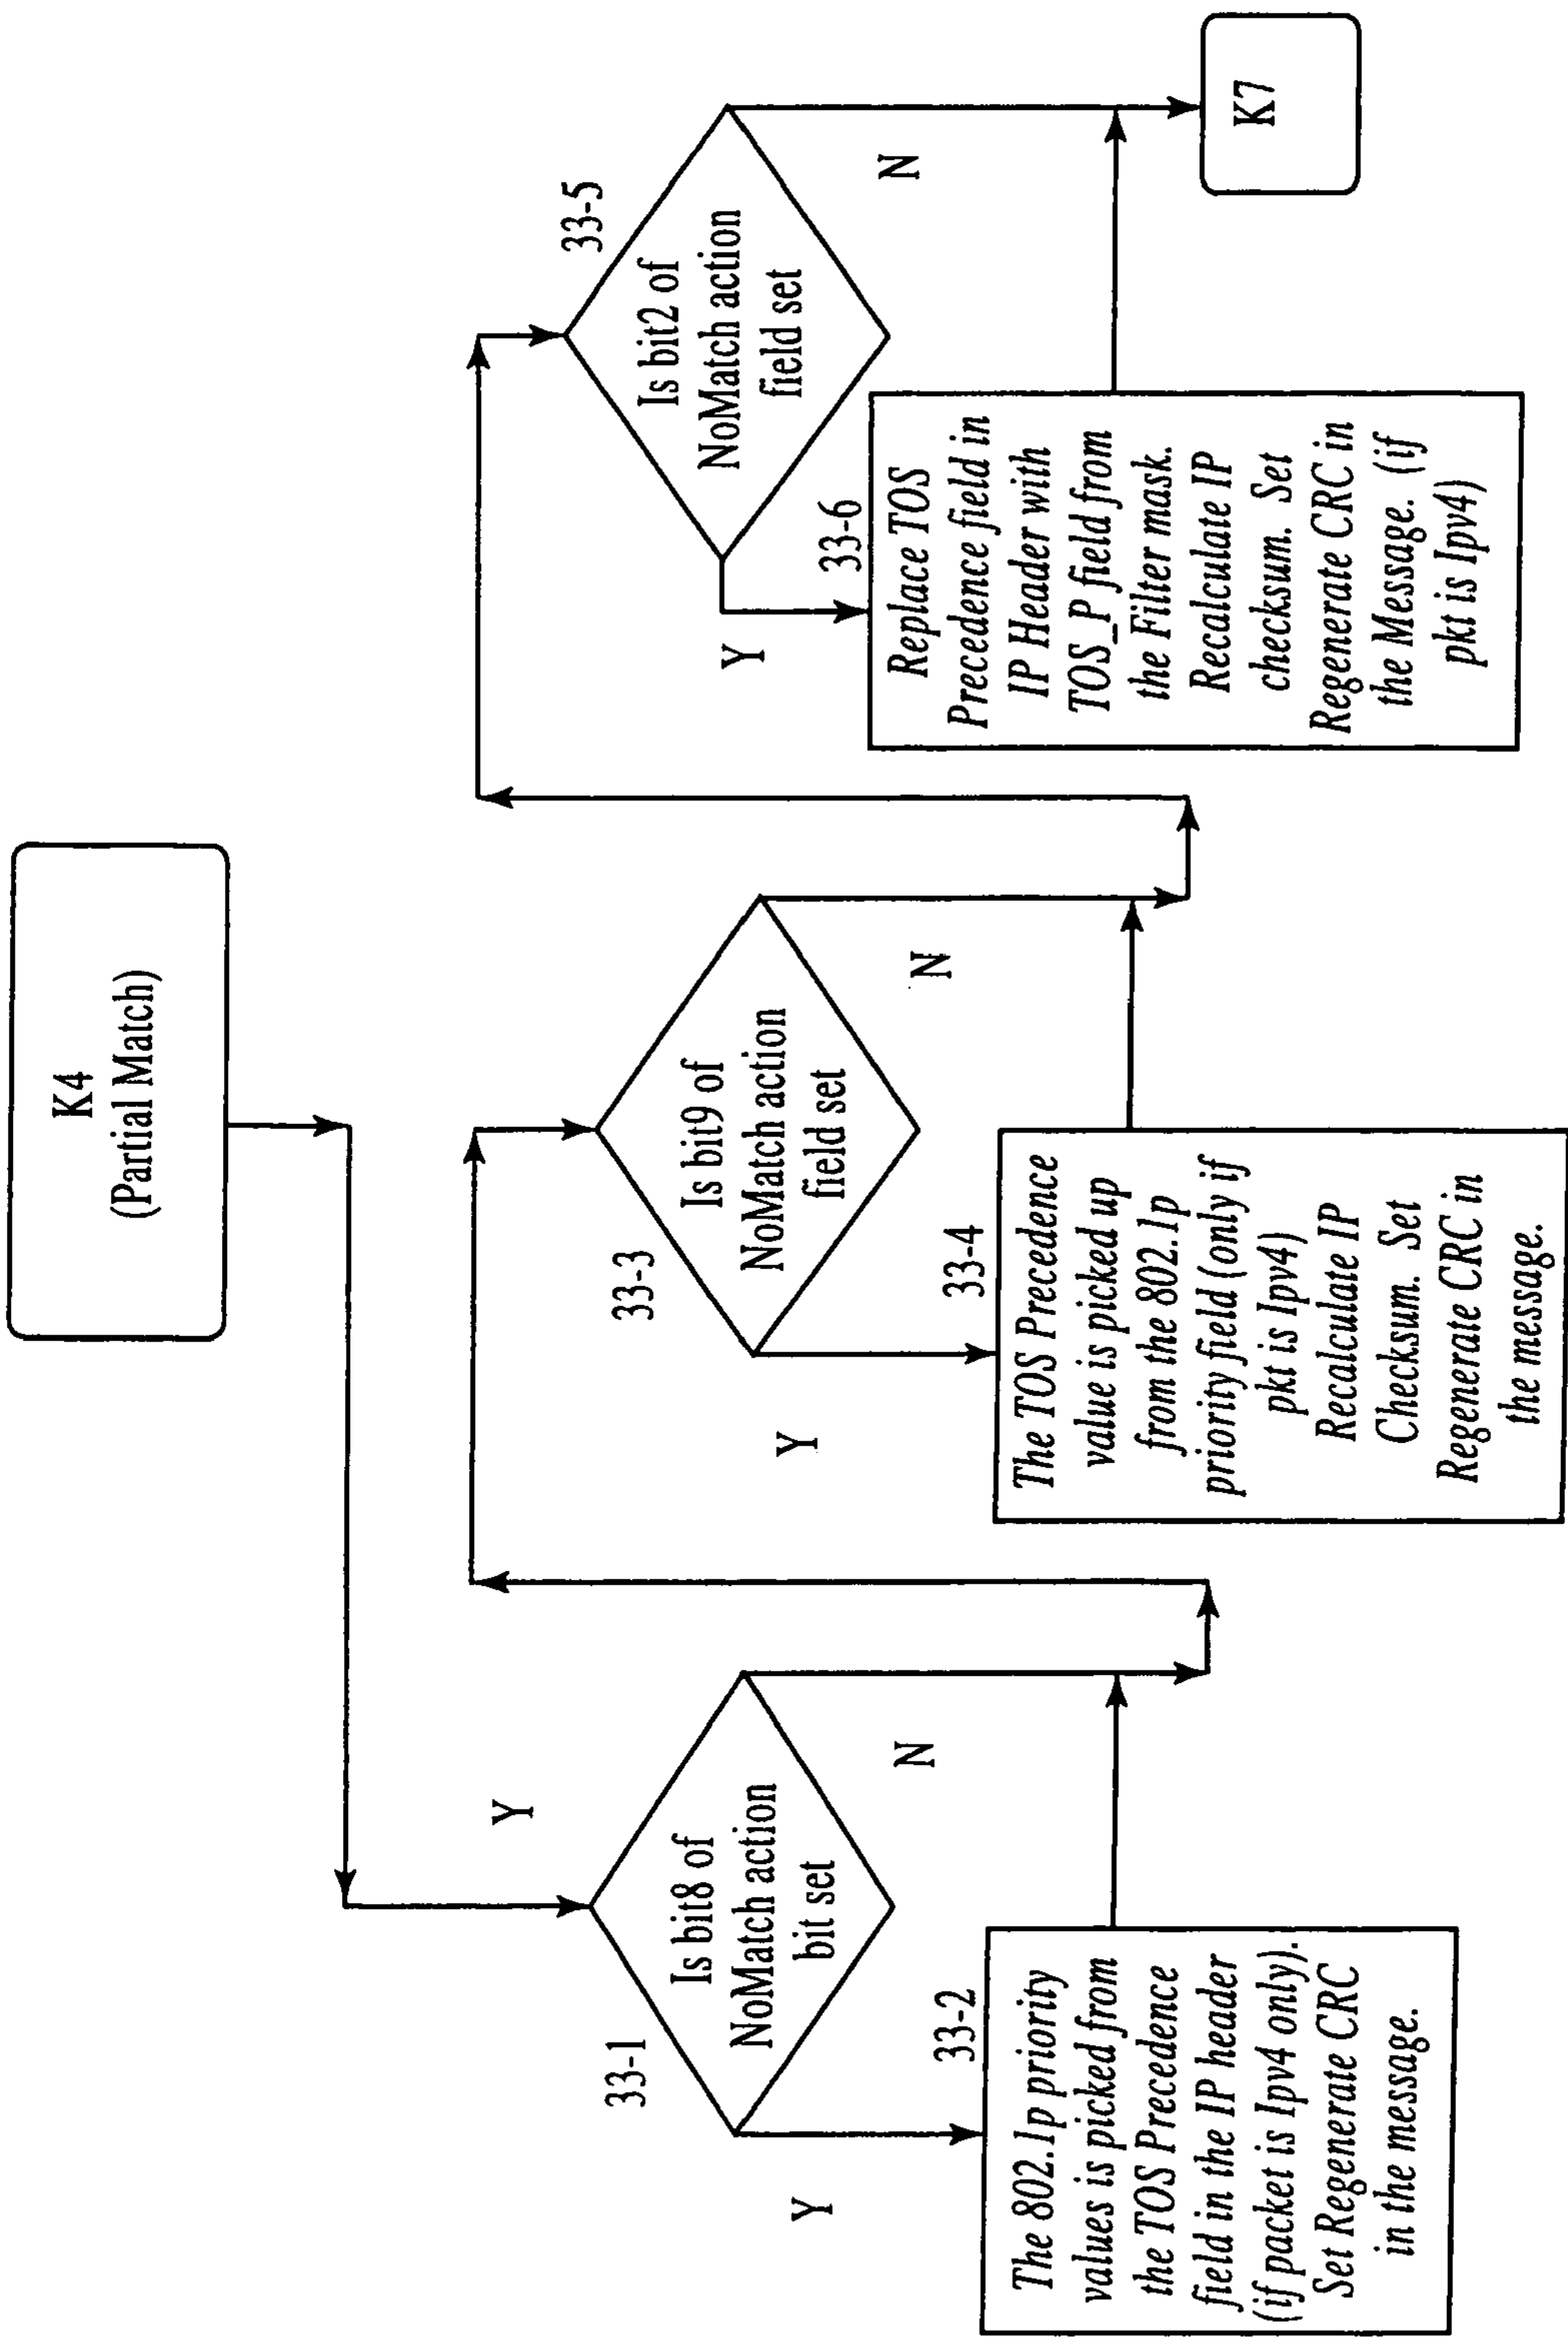 K4
(Partial Match)
Y
33-1
Is bit8 of
NoMatch action
bit set
Y
N
33-2
The 802.1p priority
values is picked from
the TOS Precedence
field in the IP header
(if packet is Ipv4 only).
Set Regenerate CRC
in the message.
33-3
Is bit9 of
NoMatch action
field set
Y
N
33-4
The TOS Precedence
value is picked up
from the 802.1p
priority field (only if
pkt is Ipv4)
Recalculate IP
Checksum. Set
Regenerate CRC in
the message.
33-5
Is bit2 of
NoMatch action
field set
Y
N
33-6
Replace TOS
Precedence field in
IP Header with
TOS_P field from
the Filter mask.
Recalculate IP
checksum. Set
Regenerate CRC in
the Message. (if
pkt is Ipv4)
K7